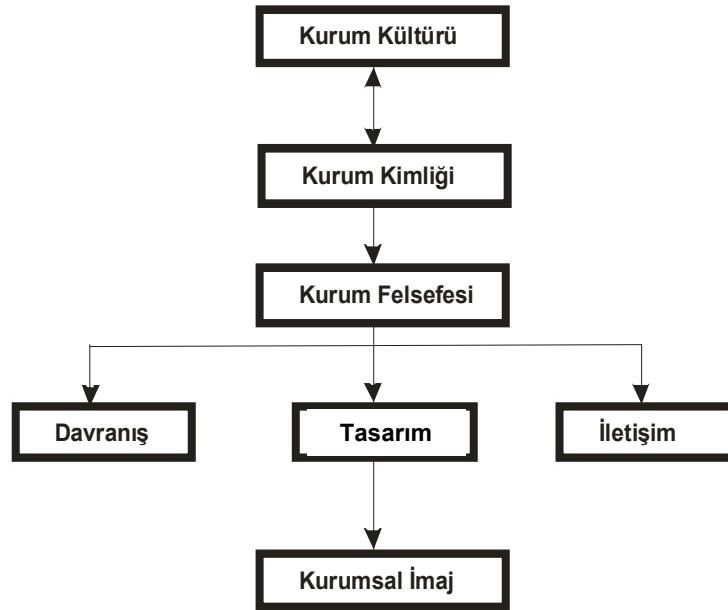 Kurum Kültürü
Kurum Kimliği
Kurum Felsefesi
Davranış
Tasarım
İletişim
Kurumsal İmaj